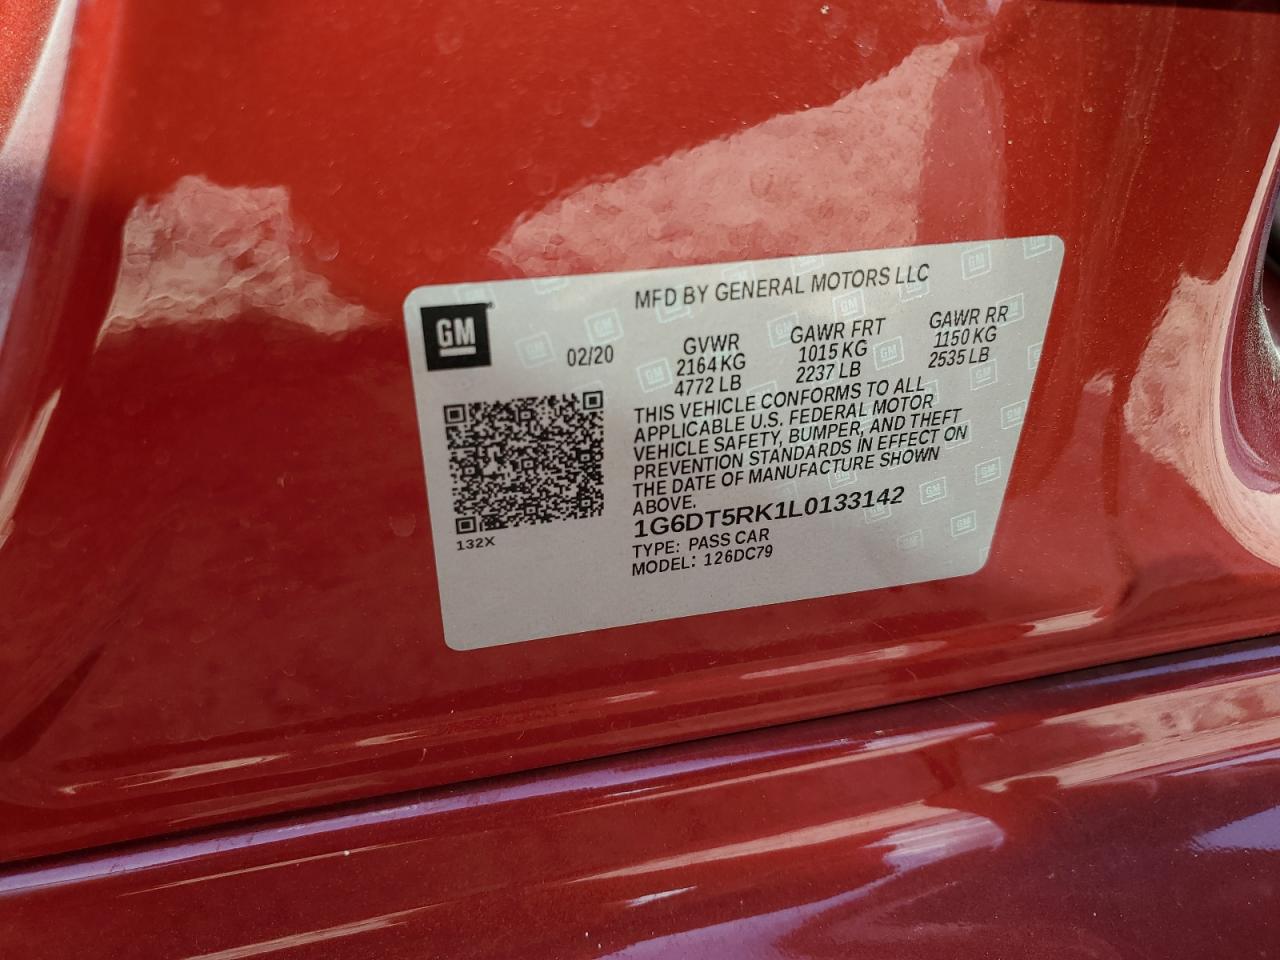 MFD BY GENERAL MOTORS LLC
GM
02/20
GVWR
2164 KG
4772 LB
GAWR FRT
1015 KG
2237 LB
GAWR RR
1150 KG
2535 LB
THIS VEHICLE CONFORMS TO ALL
APPLICABLE U.S. FEDERAL MOTOR
VEHICLE SAFETY, BUMPER, AND THEFT
PREVENTION STANDARDS IN EFFECT ON
THE DATE OF MANUFACTURE SHOWN
ABOVE.
1G6DT5RK1L0133142
TYPE: PASS CAR
MODEL: 126DC79
132X